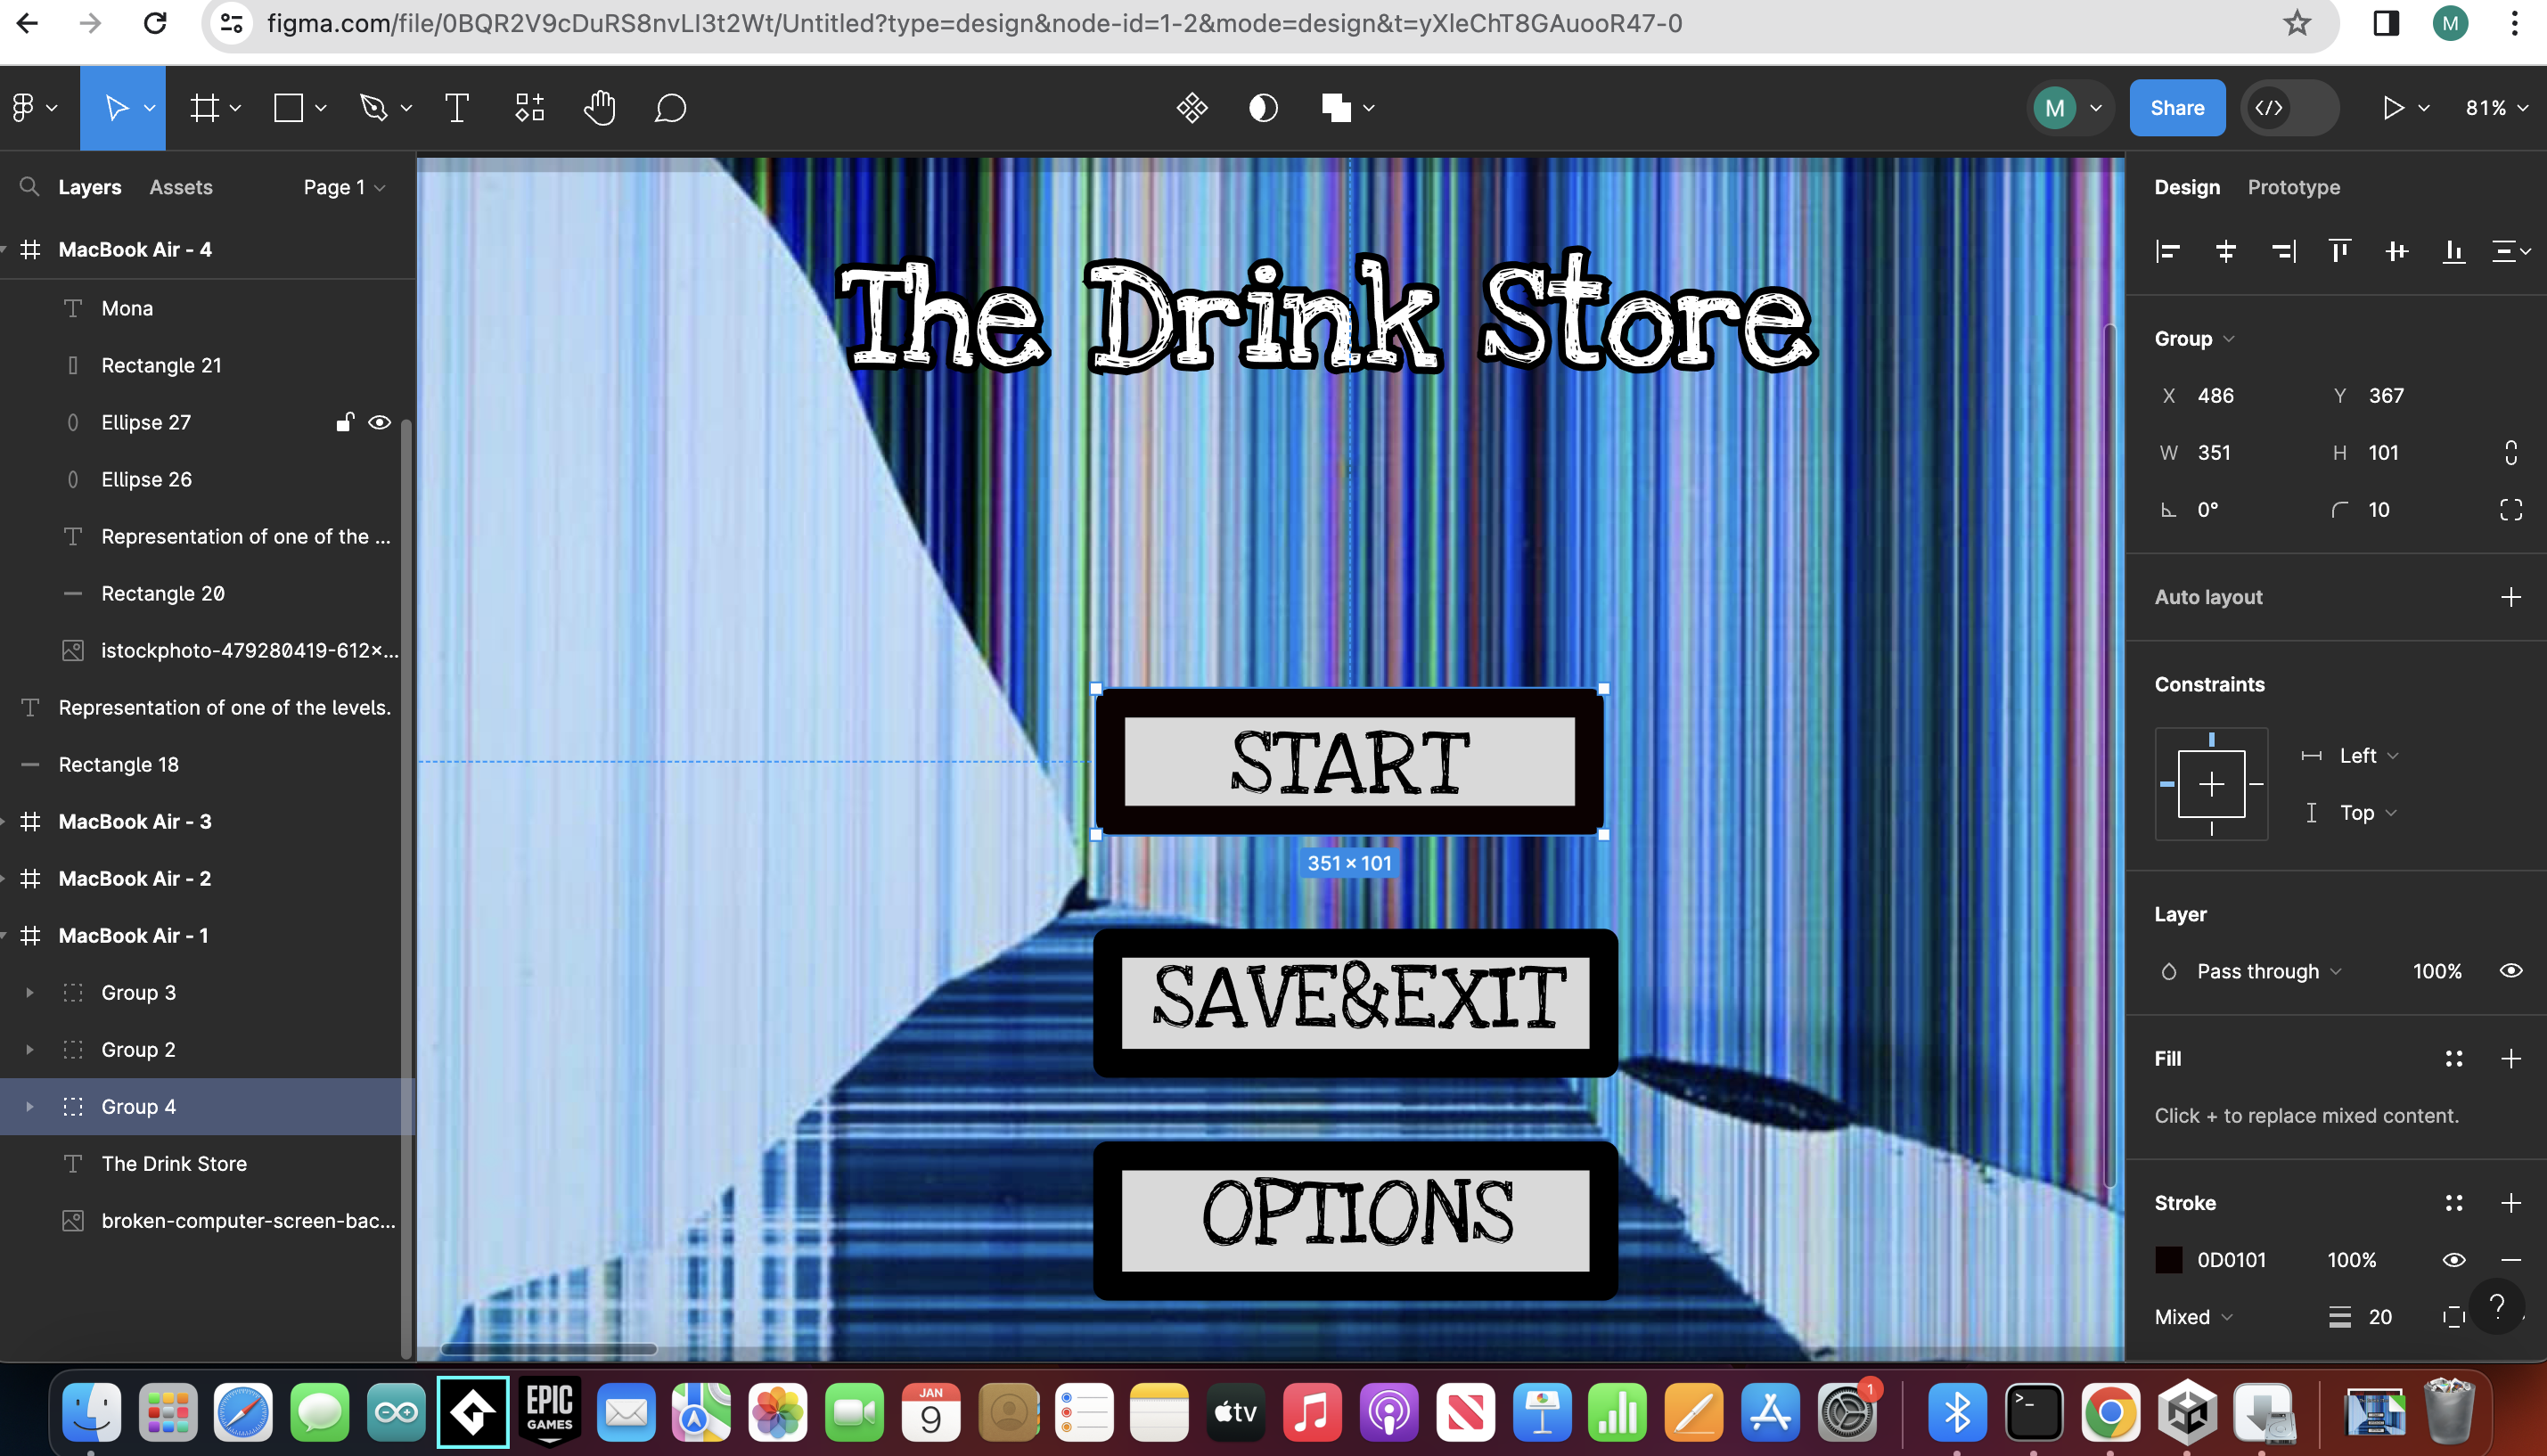 figma.com/file/0BQR2V9cDuRS8nvLI3t2Wt/Untitled?type=design&node-id=1-2&mode=design&t=yXleChT8GAuooR47-0
M
M
Share
81%
Layers
Assets
Page 1
MacBook Air - 4
Mona
Rectangle 21
Ellipse 27
Ellipse 26
Representation of one of the ...
Rectangle 20
istockphoto-479280419-612×...
Representation of one of the levels.
Rectangle 18
MacBook Air - 3
MacBook Air - 2
MacBook Air - 1
Group 3
Group 2
Group 4
The Drink Store
broken-computer-screen-bac...
The Drink Store
START
351 × 101
SAVE&EXIT
OPTIONS
Design
Prototype
Group
X 486
Y 367
W 351
H 101
0°
10
Auto layout
Constraints
Left
Top
Layer
Pass through
100%
Fill
Click + to replace mixed content.
Stroke
0D0101
100%
Mixed
20
?
EPIC
GAMES
JAN
9
tv
1